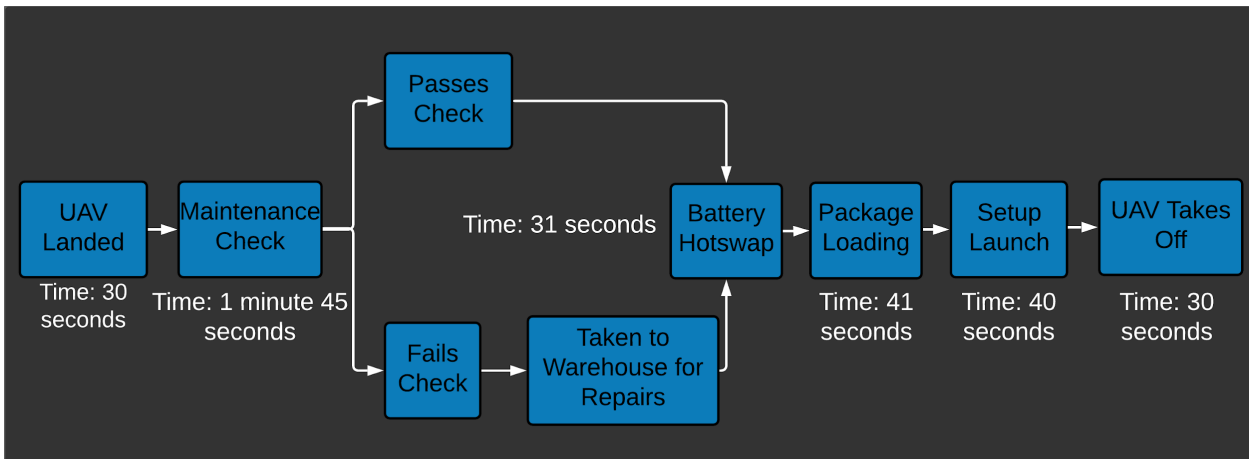 Passes
Check
UAV
Landed
Time: 30
seconds
Maintenance
Check
Time: 1 minute 45
seconds
Fails
Check
Taken to
Warehouse for
Repairs
Time: 31 seconds
Battery
Hotswap
Package
Loading
Time: 41
seconds
Setup
Launch
Time: 40
seconds
UAV Takes
Off
Time: 30
seconds